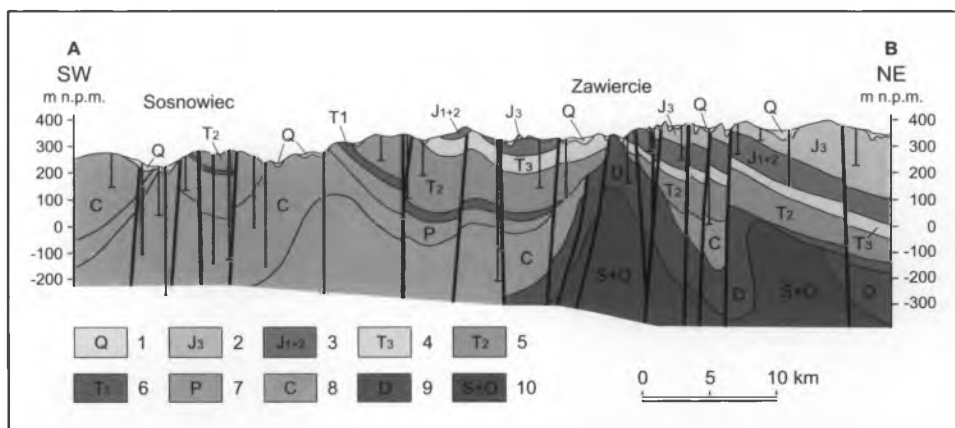 A B
SW NE
m n.p.m. Sosnowiec Zawiercie m n.p.m.
400 T1 J1+2 J3 Q J3 Q Q 400
300 Q T2 Q T3 J1+2 J3 300
200 T2 D T2 200
100 C C T2 100
0 P C T3 0
-100 C S+O D S+O D -100
-200 -200
-300
Q 1 J3 2 J1+2 3 T3 4 T2 5
T1 6 P 7 C 8 D 9 S+O 10
0 5 10 km